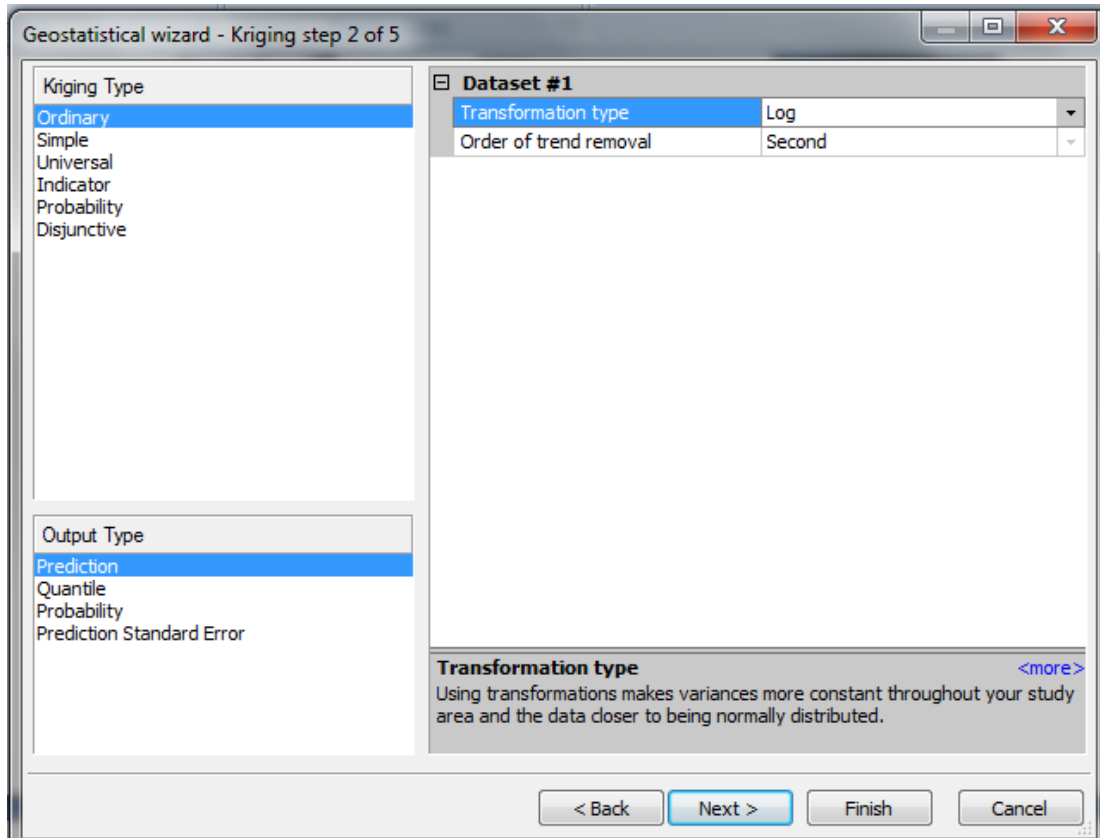 Geostatistical wizard - Kriging step 2 of 5
Kriging Type
Ordinary
Simple
Universal
Indicator
Probability
Disjunctive
Output Type
Prediction
Quantile
Probability
Prediction Standard Error
Dataset #1
Transformation type Log
Order of trend removal Second
Transformation type <more>
Using transformations makes variances more constant throughout your study
area and the data closer to being normally distributed.
< Back Next > Finish Cancel